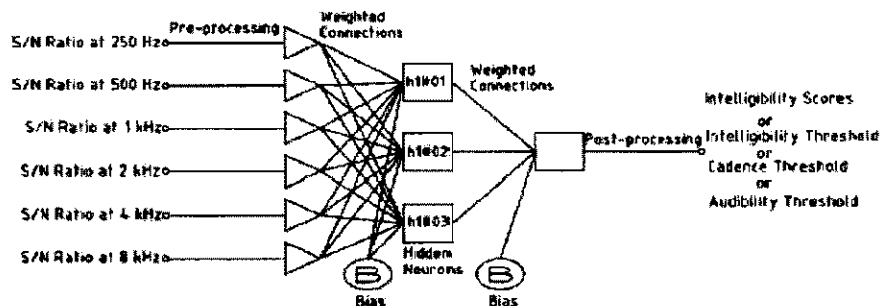 Pre-processing
Weighted
Connections
S/N Ratio at 250 Hz
S/N Ratio at 500 Hz
S/N Ratio at 1 kHz
S/N Ratio at 2 kHz
S/N Ratio at 4 kHz
S/N Ratio at 8 kHz
h1#01
h1#02
h1#03
Hidden
Neurons
B
Bias
Weighted
Connections
B
Bias
Post-processing
Intelligibility Scores
or
Intelligibility Threshold
or
Cadence Threshold
or
Audibility Threshold